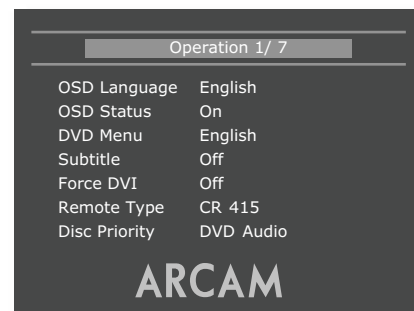 Operation 1/ 7
OSD Language English
OSD Status On
DVD Menu English
Subtitle Off
Force DVI Off
Remote Type CR 415
Disc Priority DVD Audio
ARCAM